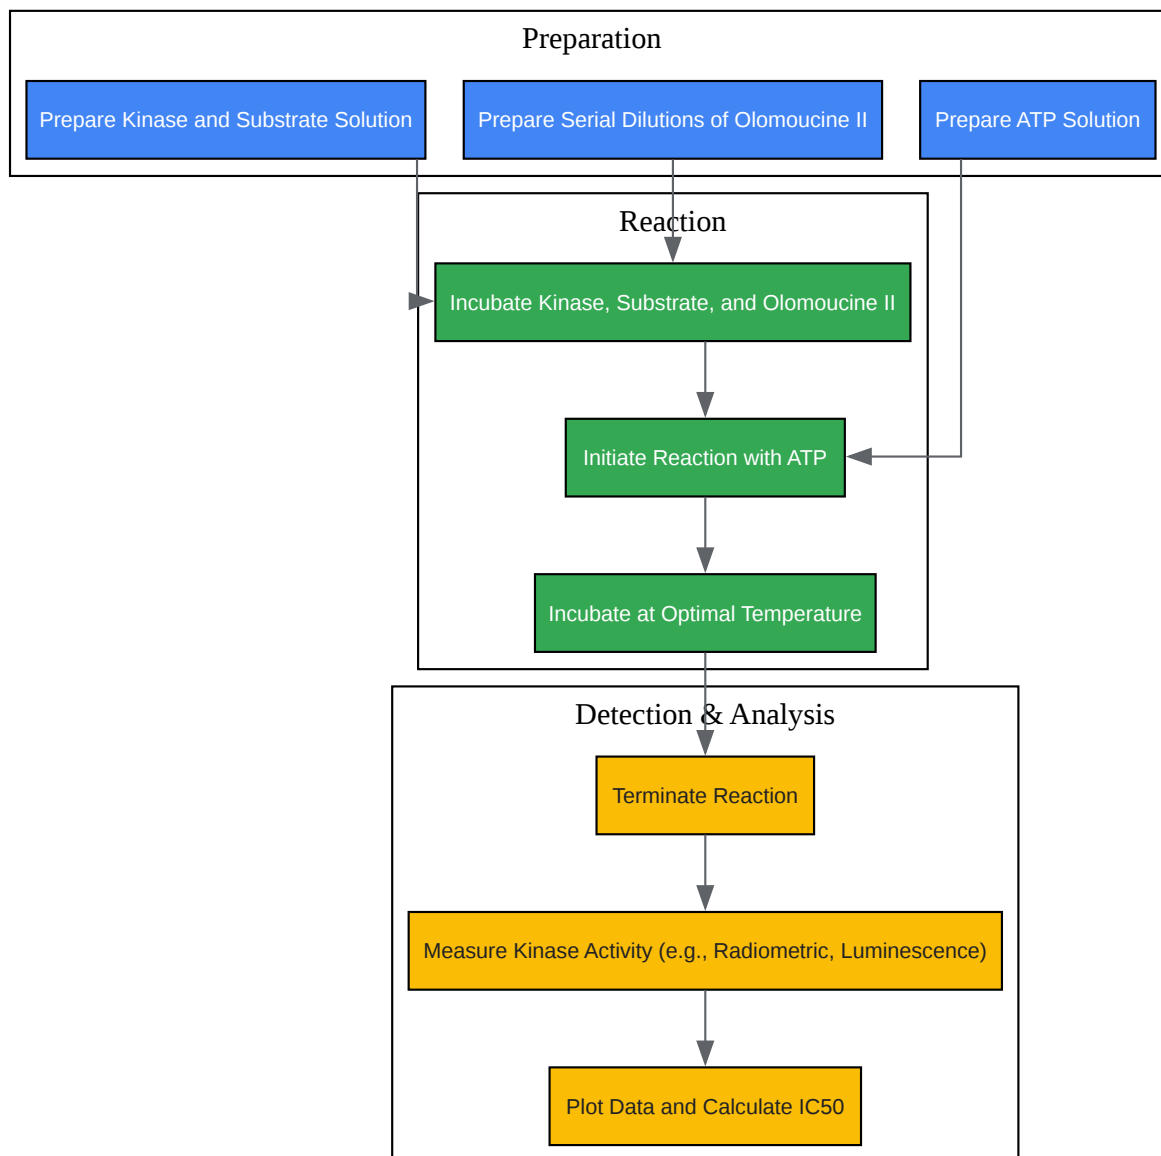 Preparation
Prepare Kinase and Substrate Solution
Prepare Serial Dilutions of Olomoucine II
Prepare ATP Solution
Reaction
Incubate Kinase, Substrate, and Olomoucine II
Initiate Reaction with ATP
Incubate at Optimal Temperature
Detection & Analysis
Terminate Reaction
Measure Kinase Activity (e.g., Radiometric, Luminescence)
Plot Data and Calculate IC50